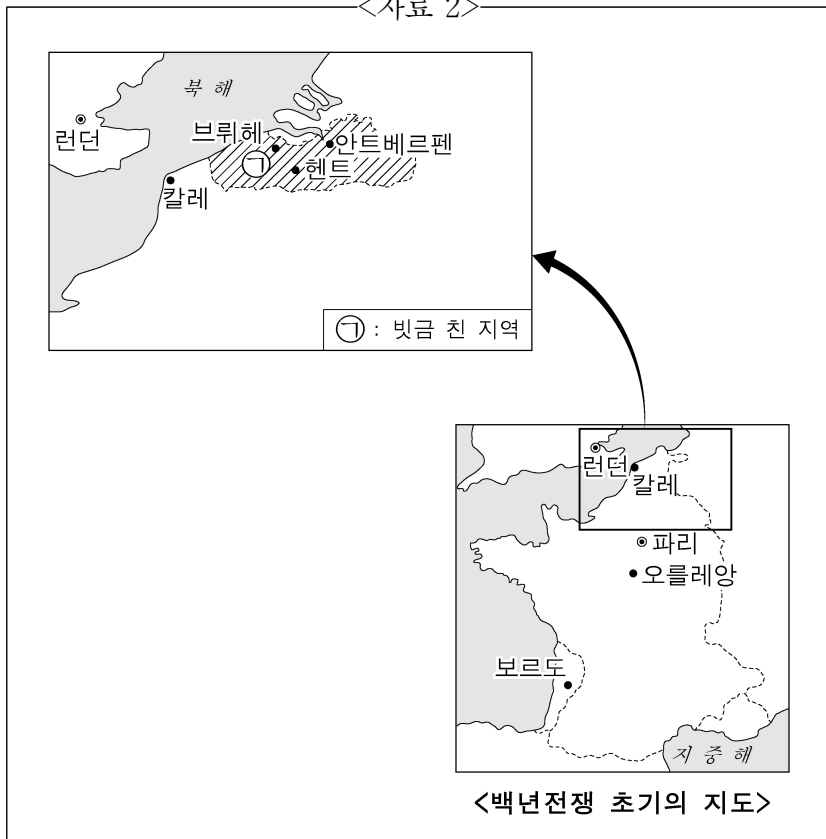 <자료 2>
북 해
런던
브뤼헤
안트베르펜
㉠
헨트
칼레
㉠ : 빗금 친 지역
런던
칼레
파리
오를레앙
보르도
지 중 해
<백년전쟁 초기의 지도>